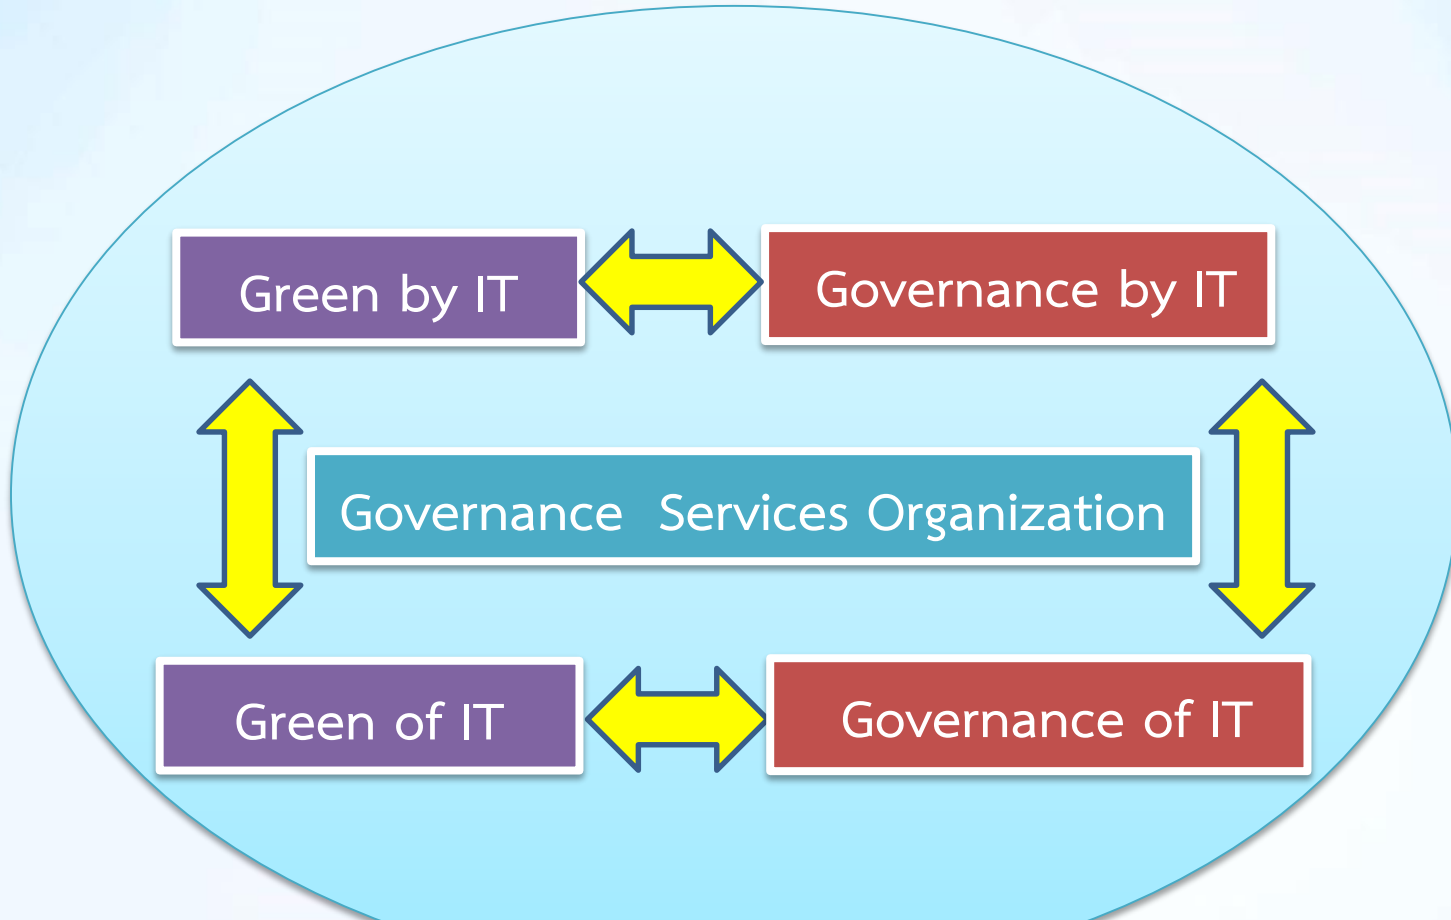 Green by IT
Governance by IT
Governance Services Organization
Green of IT
Governance of IT